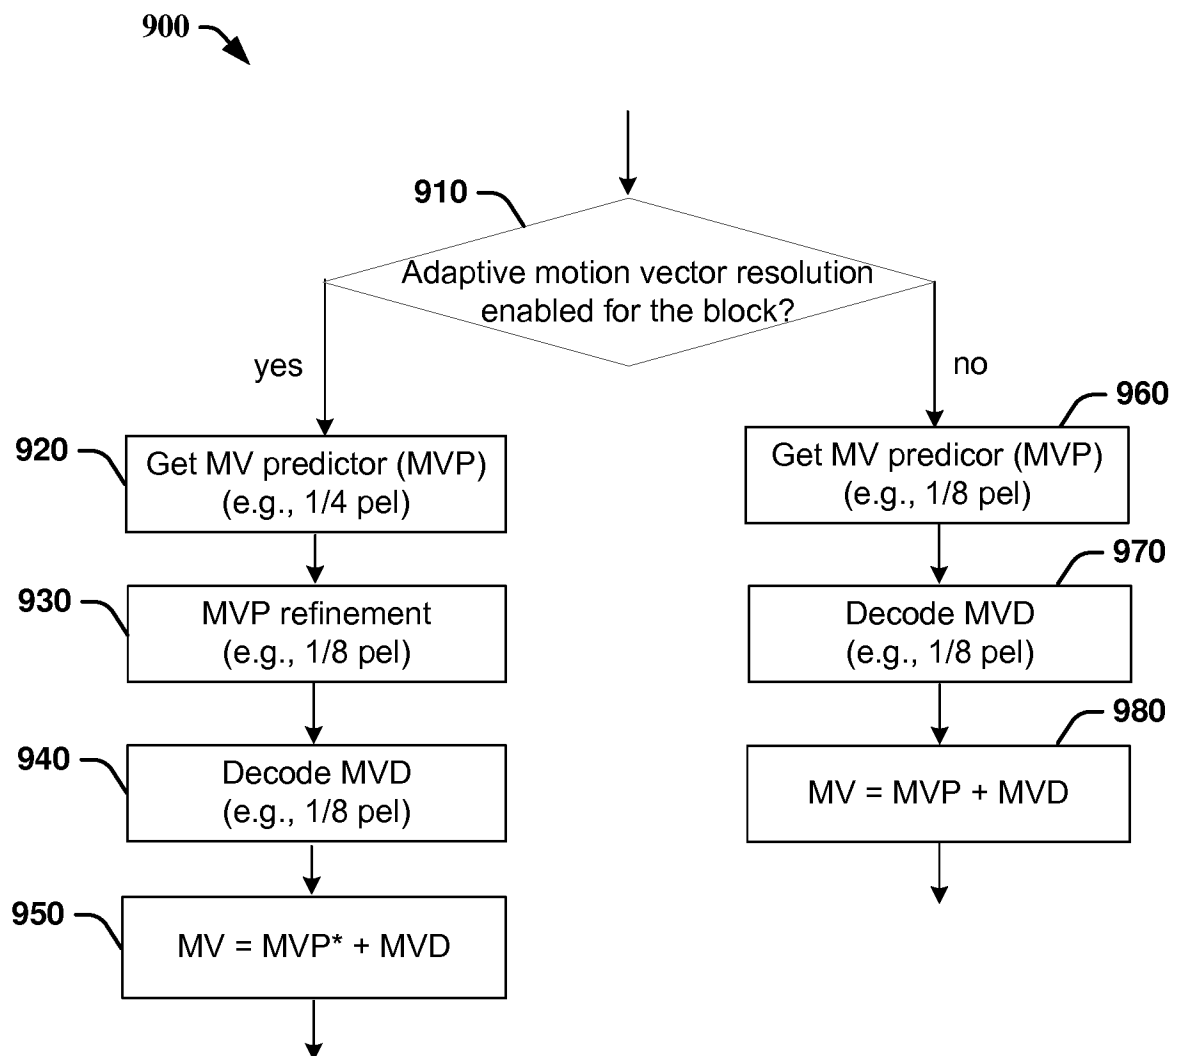 900
910
Adaptive motion vector resolution
enabled for the block?
yes
no
920
Get MV predictor (MVP)
(e.g., 1/4 pel)
930
MVP refinement
(e.g., 1/8 pel)
940
Decode MVD
(e.g., 1/8 pel)
950
MV = MVP* + MVD
960
Get MV predicor (MVP)
(e.g., 1/8 pel)
970
Decode MVD
(e.g., 1/8 pel)
980
MV = MVP + MVD